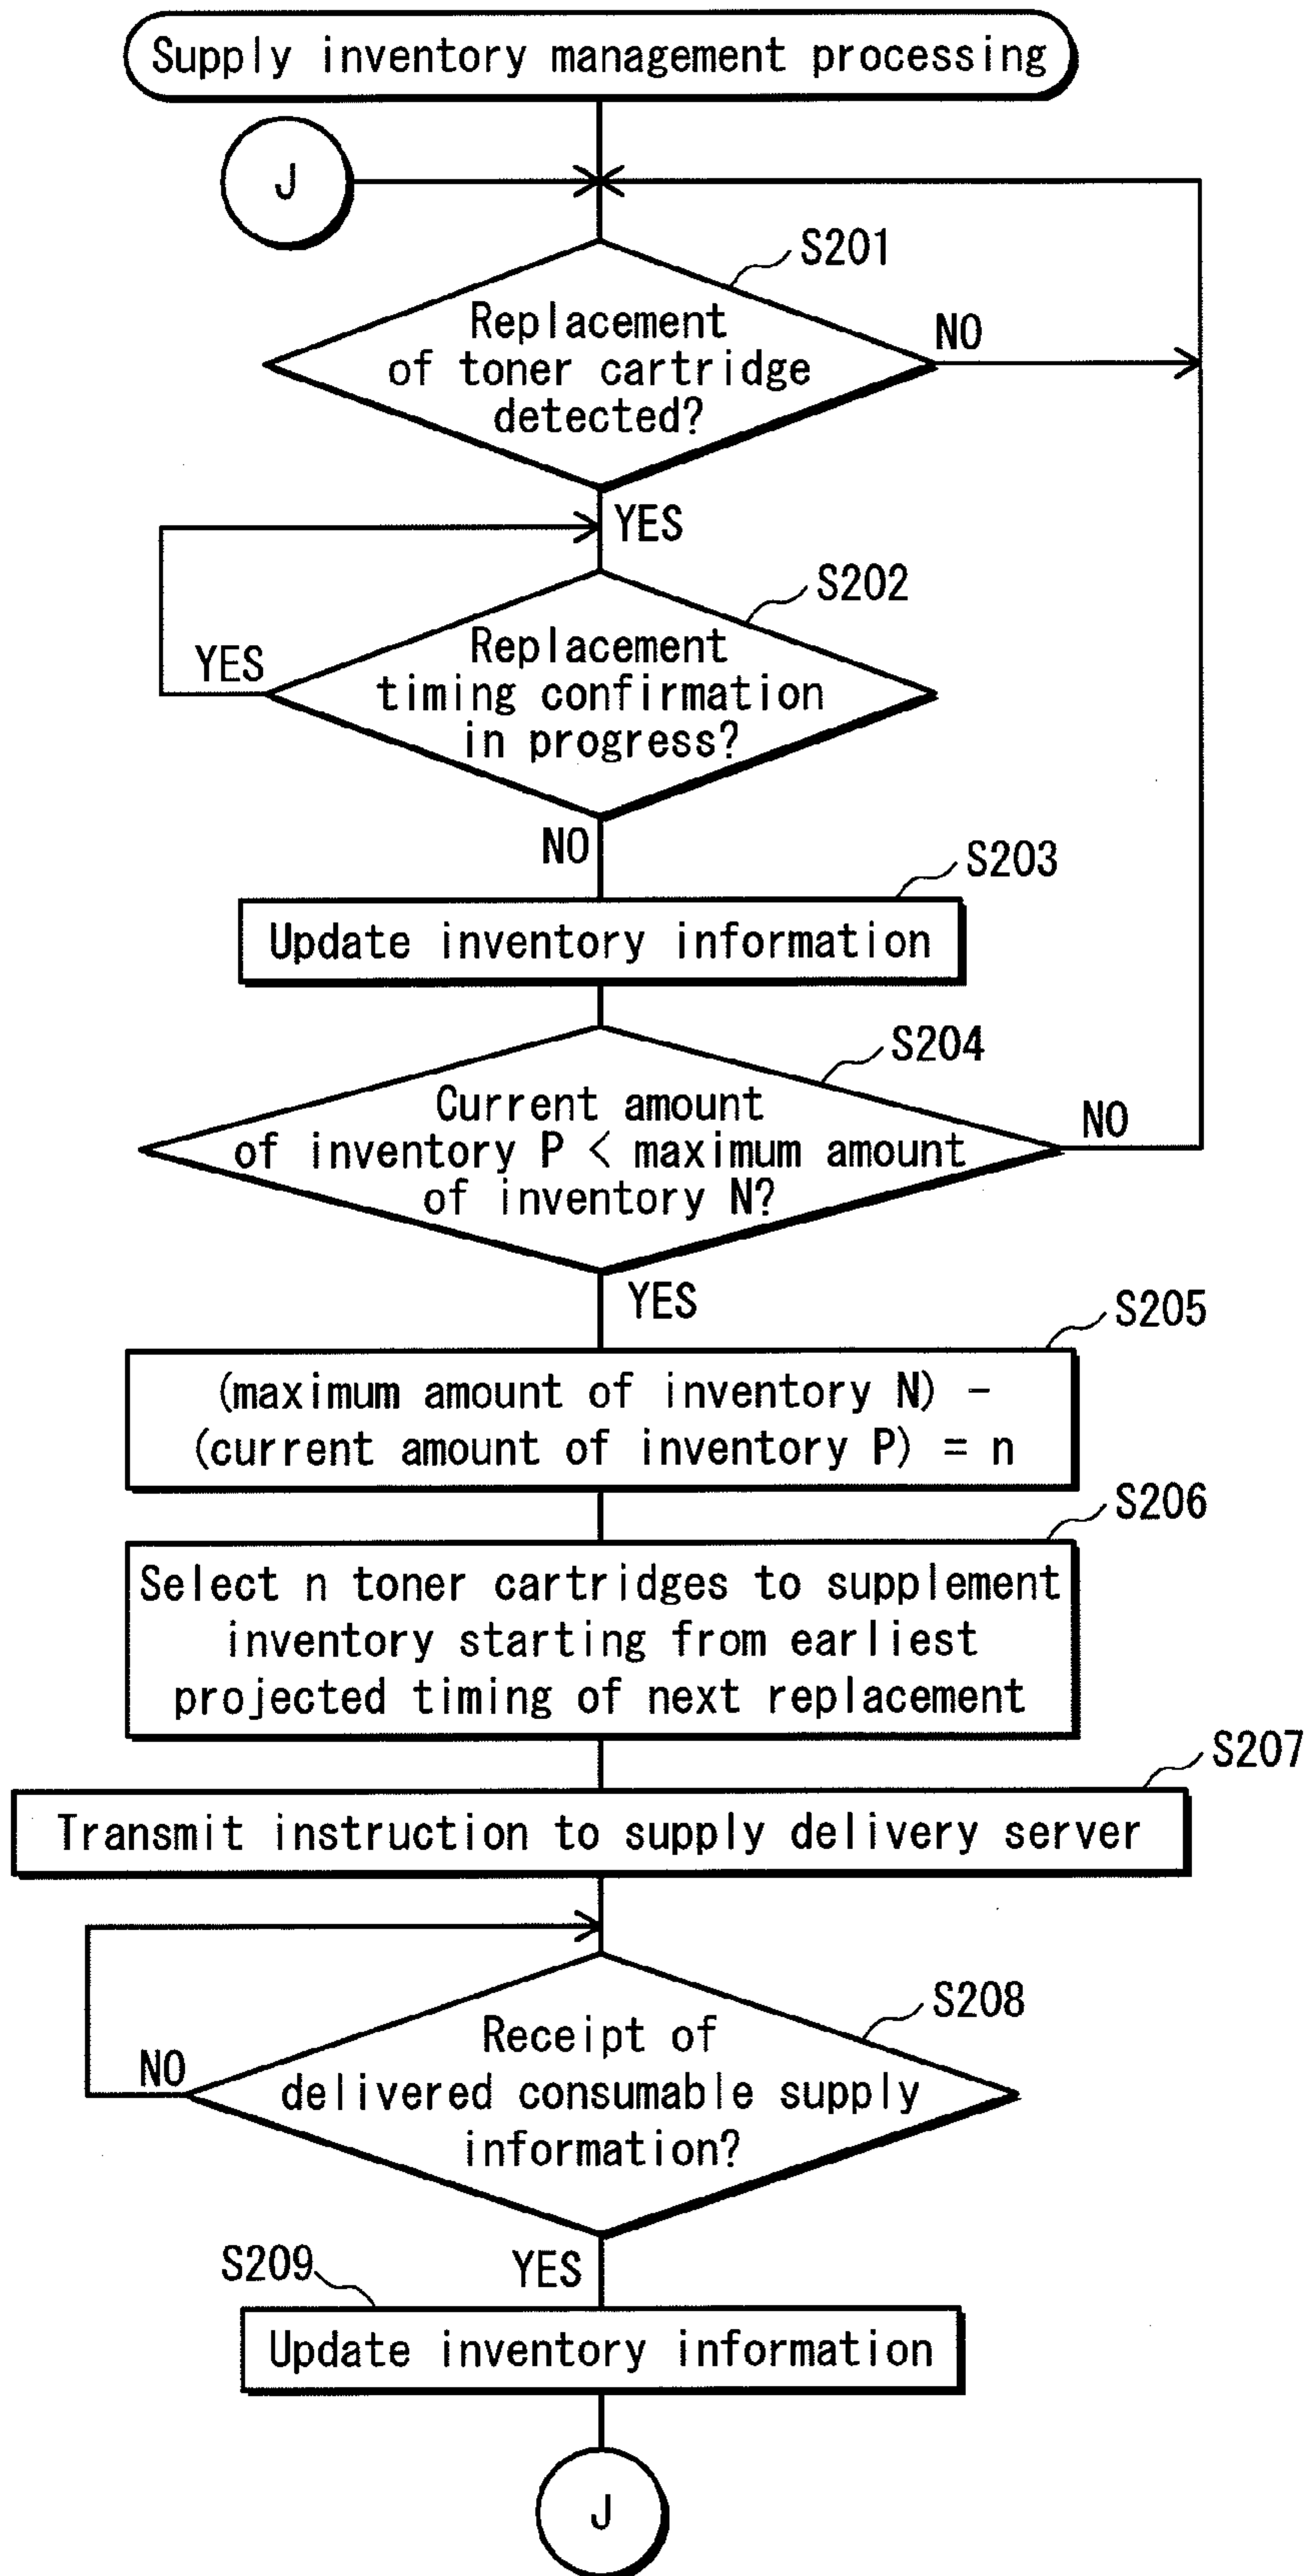 Supply inventory management processing
J
S201
Replacement
of toner cartridge
detected?
NO
YES
S202
Replacement
timing confirmation
in progress?
YES
NO
S203
Update inventory information
S204
Current amount
of inventory P < maximum amount
of inventory N?
NO
YES
S205
(maximum amount of inventory N) -
(current amount of inventory P) = n
S206
Select n toner cartridges to supplement
inventory starting from earliest
projected timing of next replacement
S207
Transmit instruction to supply delivery server
S208
Receipt of
delivered consumable supply
information?
NO
YES
S209
Update inventory information
J